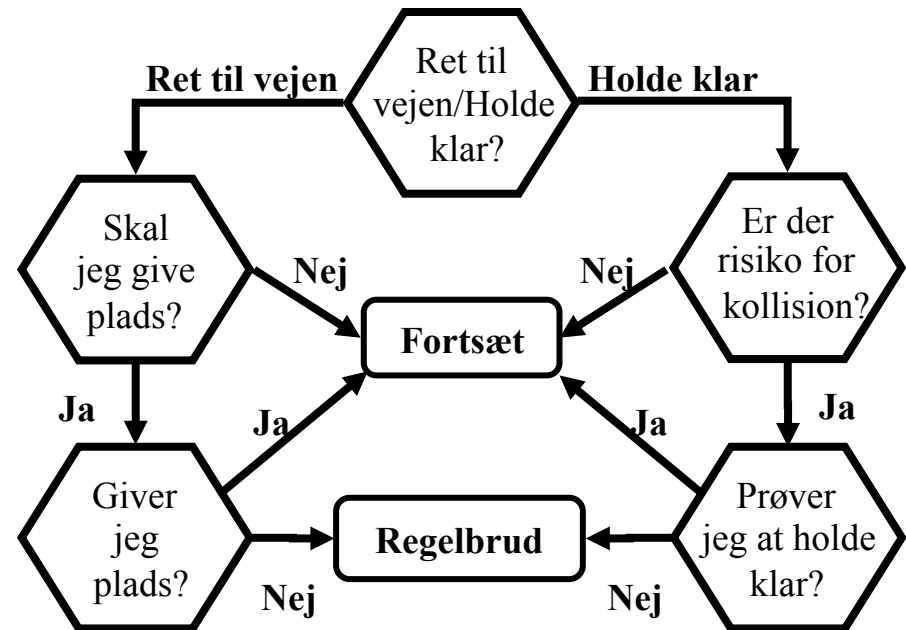 Ret til
vejen/Holde
klar?
Ret til vejen
Holde klar
Skal
jeg give
plads?
Er der
risiko for
kollision?
Nej
Nej
Fortsæt
Ja
Ja
Ja
Ja
Giver
jeg
plads?
Regelbrud
Prøver
jeg at holde
klar?
Nej
Nej